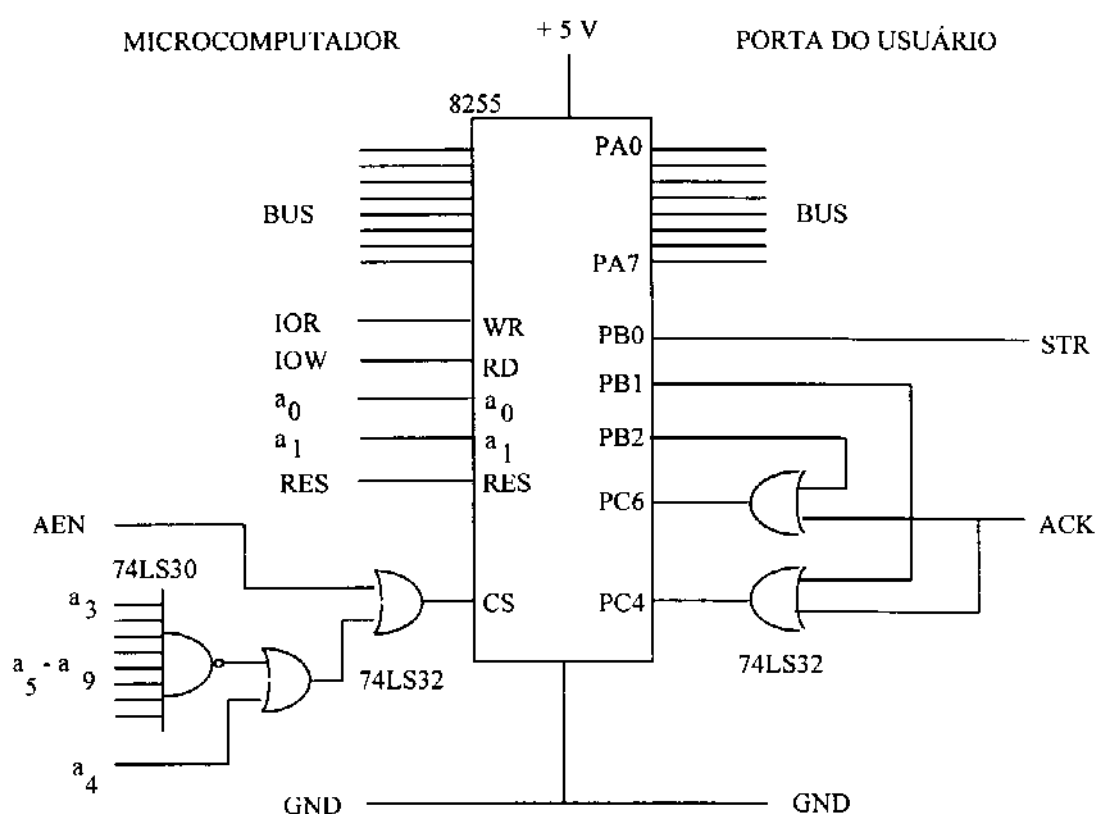 MICROCOMPUTADOR
+ 5 V
PORTA DO USUÁRIO
8255
PA0
BUS
BUS
PA7
IOR
WR
PB0
STR
IOW
RD
PB1
a0
a0
a1
a1
PB2
RES
RES
PC6
AEN
ACK
74LS30
a3
CS
PC4
a5 - a9
74LS32
74LS32
a4
GND
GND